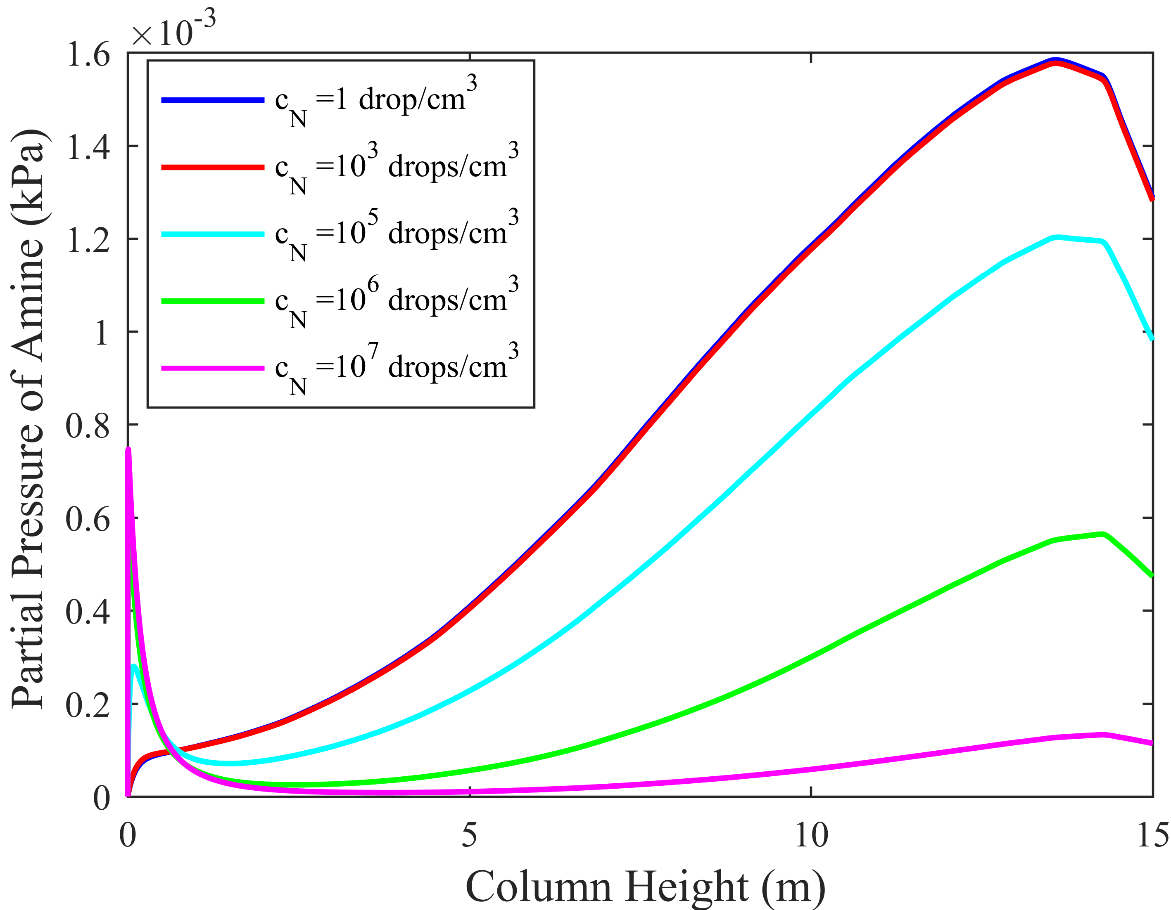 ×10⁻³
1.6
1.4
1.2
1
0.8
0.6
0.4
0.2
0
Partial Pressure of Amine (kPa)
c_N =1 drop/cm³
c_N =10³ drops/cm³
c_N =10⁵ drops/cm³
c_N =10⁶ drops/cm³
c_N =10⁷ drops/cm³
0 5 10 15
Column Height (m)